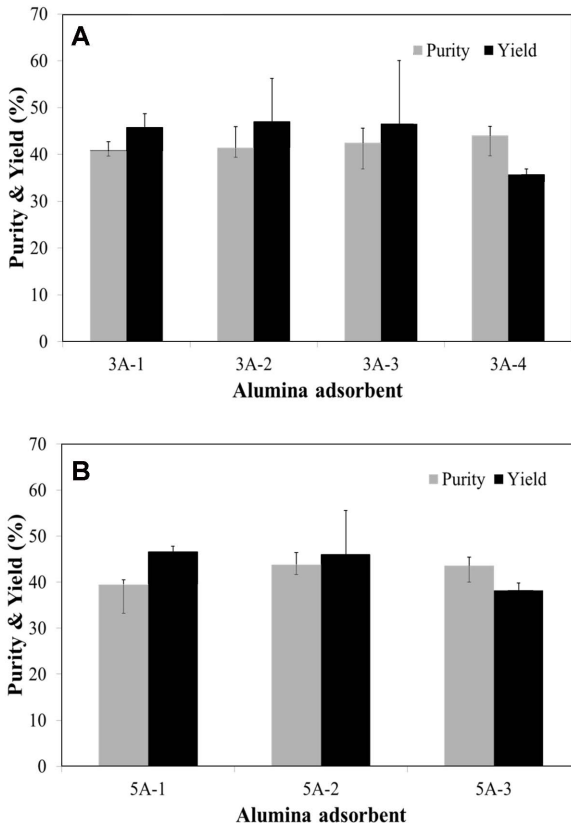 A
Purity Yield
Purity & Yield (%)
70
60
50
40
30
20
10
0
3A-1 3A-2 3A-3 3A-4
Alumina adsorbent
B
Purity Yield
Purity & Yield (%)
70
60
50
40
30
20
10
0
5A-1 5A-2 5A-3
Alumina adsorbent